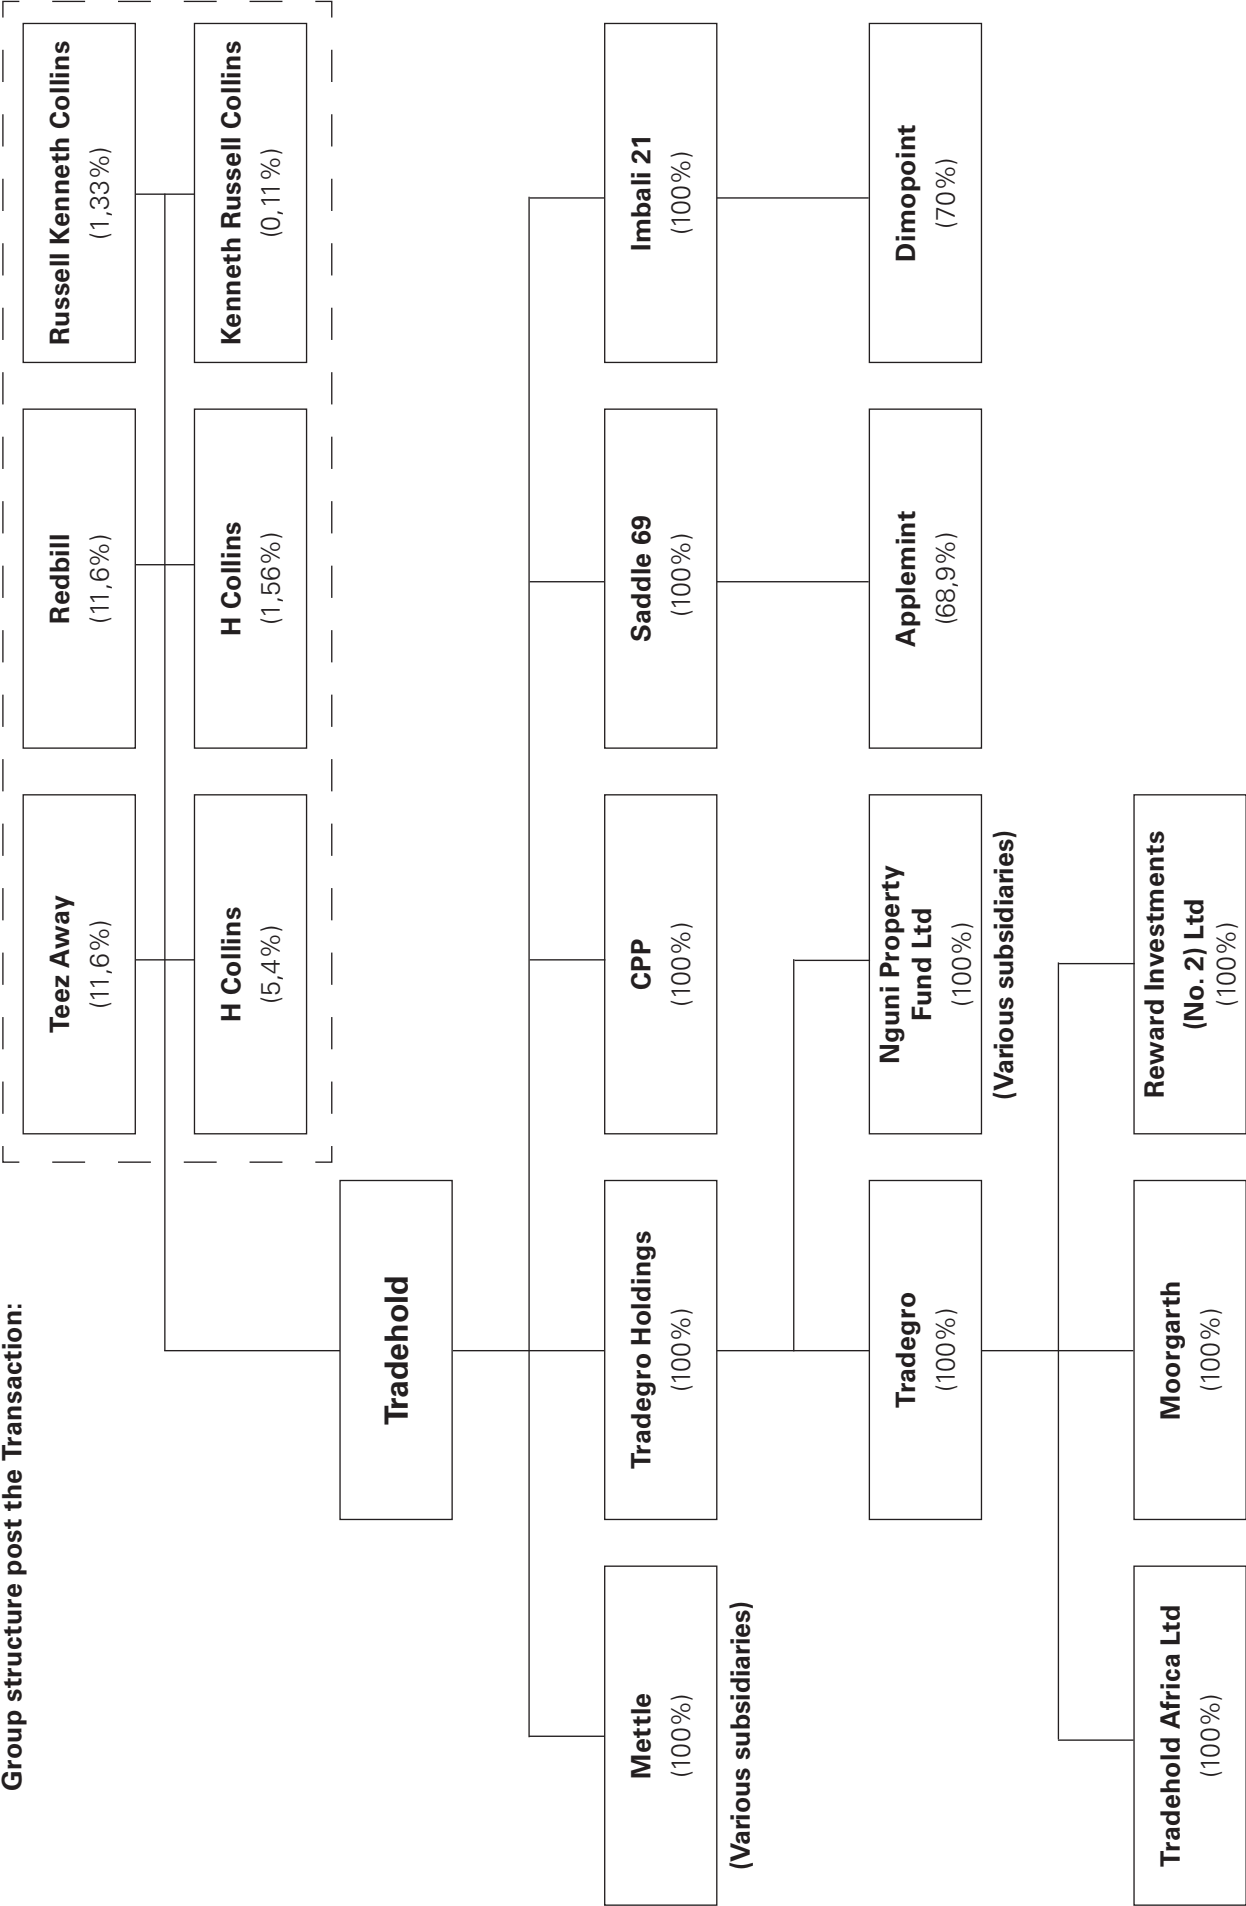 Group structure post the Transaction:
Teez Away
(11,6%)
Redbill
(11,6%)
Russell Kenneth Collins
(1,33%)
H Collins
(5,4%)
H Collins
(1,56%)
Kenneth Russell Collins
(0,11%)
Tradehold
Mettle
(100%)
(Various subsidiaries)
Tradegro Holdings
(100%)
CPP
(100%)
Saddle 69
(100%)
Imbali 21
(100%)
Tradegro
(100%)
Nguni Property
Fund Ltd
(100%)
(Various subsidiaries)
Applemint
(68,9%)
Dimopoint
(70%)
Tradehold Africa Ltd
(100%)
Moorgarth
(100%)
Reward Investments
(No. 2) Ltd
(100%)